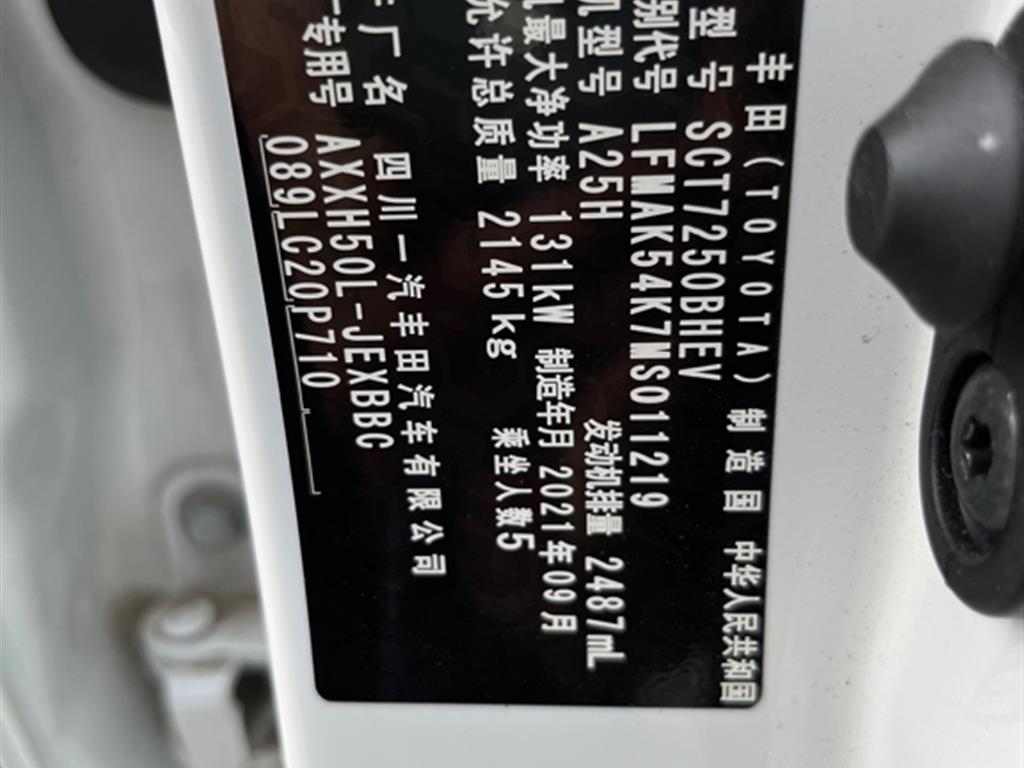 丰田(TOYOTA) 制造国 中华人民共和国
型号 SCT7250BHEV
别代号 LFMAK54K7MS011219
机型号 A25H 发动机排量 2487mL
最大净功率 131kW 制造年月 2021年09月
允许总质量 2145kg 乘坐人数5
厂名 四川一汽丰田汽车有限公司
专用号 AXXH50L-JEXBBC
089LC20P710